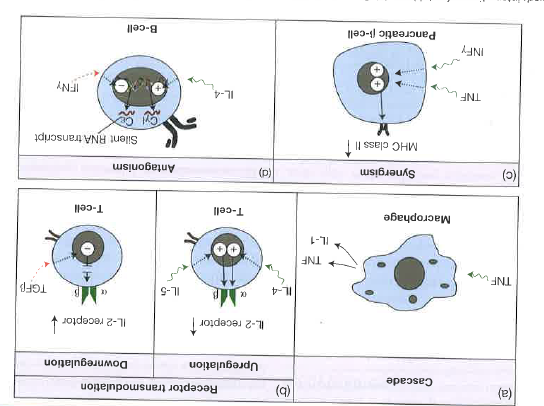 (a)
Cascade
TNF
TNF
IL-1
Macrophage
(b)
Receptor transmodulation
Upregulation
Downregulation
IL-2 receptor ↑
α
β
IL-4
IL-5
+
+
T-cell
IL-2 receptor ↓
α
β
TGFβ
−
T-cell
(c)
Synergism
MHC class II ↑
TNF
INFγ
+
+
Pancreatic β-cell
(d)
Antagonism
Silent RNA transcript
Cγl
Cε
IL-4
IFNγ
+
−
B-cell